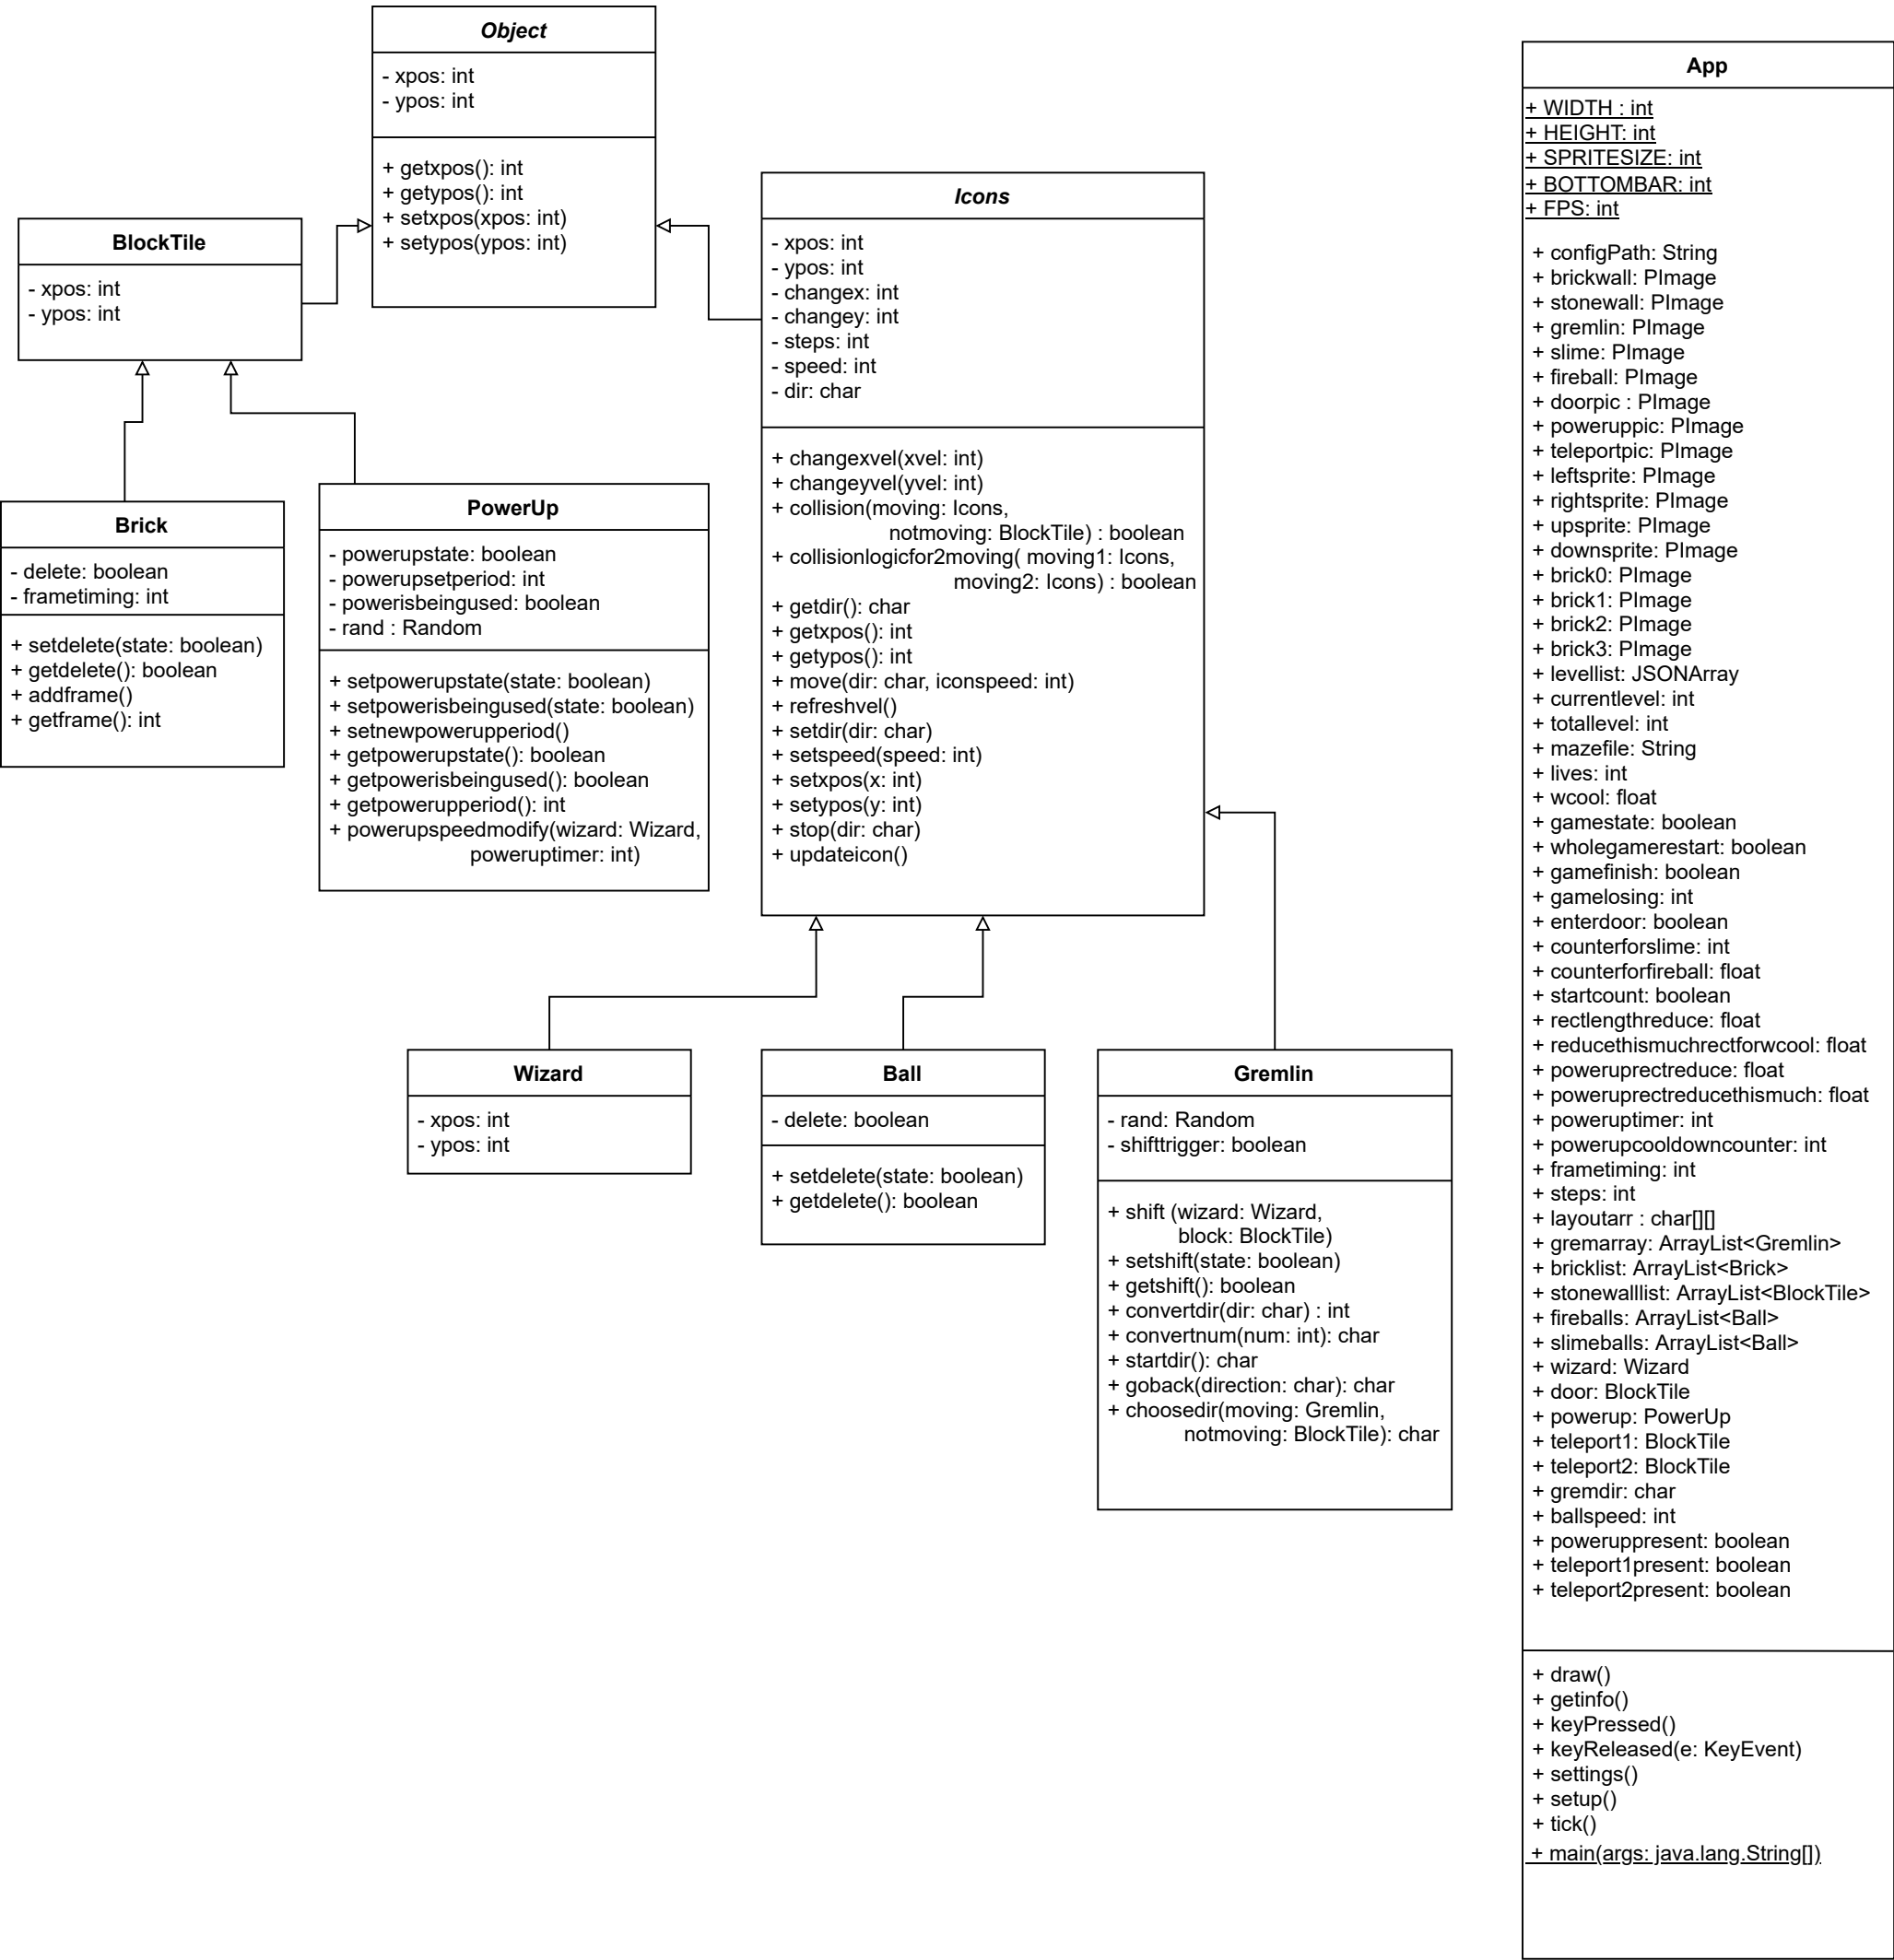 Object
- xpos: int
- ypos: int
+ getxpos(): int
+ getypos(): int
+ setxpos(xpos: int)
+ setypos(ypos: int)
BlockTile
- xpos: int
- ypos: int
Brick
- delete: boolean
- frametiming: int
+ setdelete(state: boolean)
+ getdelete(): boolean
+ addframe()
+ getframe(): int
PowerUp
- powerupstate: boolean
- powerupsetperiod: int
- powerisbeingused: boolean
- rand : Random
+ setpowerupstate(state: boolean)
+ setpowerisbeingused(state: boolean)
+ setnewpowerupperiod()
+ getpowerupstate(): boolean
+ getpowerisbeingused(): boolean
+ getpowerupperiod(): int
+ powerupspeedmodify(wizard: Wizard,
poweruptimer: int)
Icons
- xpos: int
- ypos: int
- changex: int
- changey: int
- steps: int
- speed: int
- dir: char
+ changexvel(xvel: int)
+ changeyvel(yvel: int)
+ collision(moving: Icons,
notmoving: BlockTile) : boolean
+ collisionlogicfor2moving( moving1: Icons,
moving2: Icons) : boolean
+ getdir(): char
+ getxpos(): int
+ getypos(): int
+ move(dir: char, iconspeed: int)
+ refreshvel()
+ setdir(dir: char)
+ setspeed(speed: int)
+ setxpos(x: int)
+ setypos(y: int)
+ stop(dir: char)
+ updateicon()
Wizard
- xpos: int
- ypos: int
Ball
- delete: boolean
+ setdelete(state: boolean)
+ getdelete(): boolean
Gremlin
- rand: Random
- shifttrigger: boolean
+ shift (wizard: Wizard,
block: BlockTile)
+ setshift(state: boolean)
+ getshift(): boolean
+ convertdir(dir: char) : int
+ convertnum(num: int): char
+ startdir(): char
+ goback(direction: char): char
+ choosedir(moving: Gremlin,
notmoving: BlockTile): char
App
+ WIDTH : int
+ HEIGHT: int
+ SPRITESIZE: int
+ BOTTOMBAR: int
+ FPS: int
+ configPath: String
+ brickwall: PImage
+ stonewall: PImage
+ gremlin: PImage
+ slime: PImage
+ fireball: PImage
+ doorpic : PImage
+ poweruppic: PImage
+ teleportpic: PImage
+ leftsprite: PImage
+ rightsprite: PImage
+ upsprite: PImage
+ downsprite: PImage
+ brick0: PImage
+ brick1: PImage
+ brick2: PImage
+ brick3: PImage
+ levellist: JSONArray
+ currentlevel: int
+ totallevel: int
+ mazefile: String
+ lives: int
+ wcool: float
+ gamestate: boolean
+ wholegamerestart: boolean
+ gamefinish: boolean
+ gamelosing: int
+ enterdoor: boolean
+ counterforslime: int
+ counterforfireball: float
+ startcount: boolean
+ rectlengthreduce: float
+ reducethismuchrectforwcool: float
+ poweruprectreduce: float
+ poweruprectreducethismuch: float
+ poweruptimer: int
+ powerupcooldowncounter: int
+ frametiming: int
+ steps: int
+ layoutarr : char[][]
+ gremarray: ArrayList<Gremlin>
+ bricklist: ArrayList<Brick>
+ stonewalllist: ArrayList<BlockTile>
+ fireballs: ArrayList<Ball>
+ slimeballs: ArrayList<Ball>
+ wizard: Wizard
+ door: BlockTile
+ powerup: PowerUp
+ teleport1: BlockTile
+ teleport2: BlockTile
+ gremdir: char
+ ballspeed: int
+ poweruppresent: boolean
+ teleport1present: boolean
+ teleport2present: boolean
+ draw()
+ getinfo()
+ keyPressed()
+ keyReleased(e: KeyEvent)
+ settings()
+ setup()
+ tick()
+ main(args: java.lang.String[])